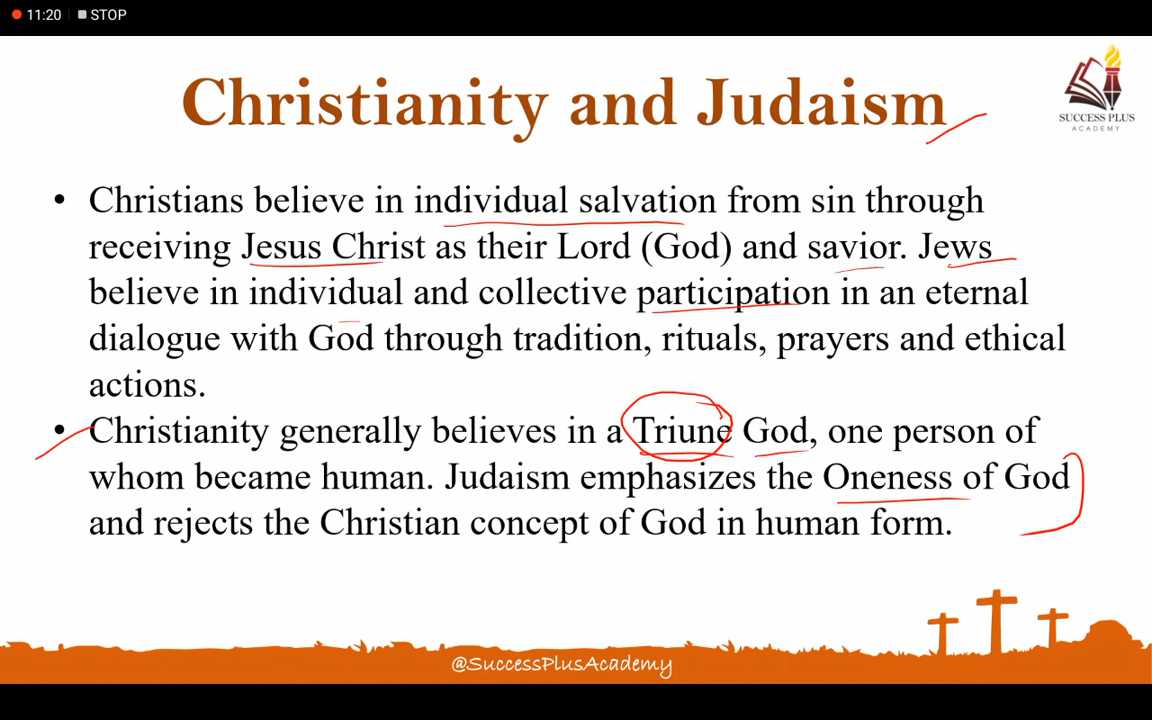 11:20 STOP
Christianity and Judaism
SUCCESS PLUS
ACADEMY
• Christians believe in individual salvation from sin through
receiving Jesus Christ as their Lord (God) and savior. Jews
believe in individual and collective participation in an eternal
dialogue with God through tradition, rituals, prayers and ethical
actions.
• Christianity generally believes in a Triune God, one person of
whom became human. Judaism emphasizes the Oneness of God
and rejects the Christian concept of God in human form.
@SuccessPlusAcademy